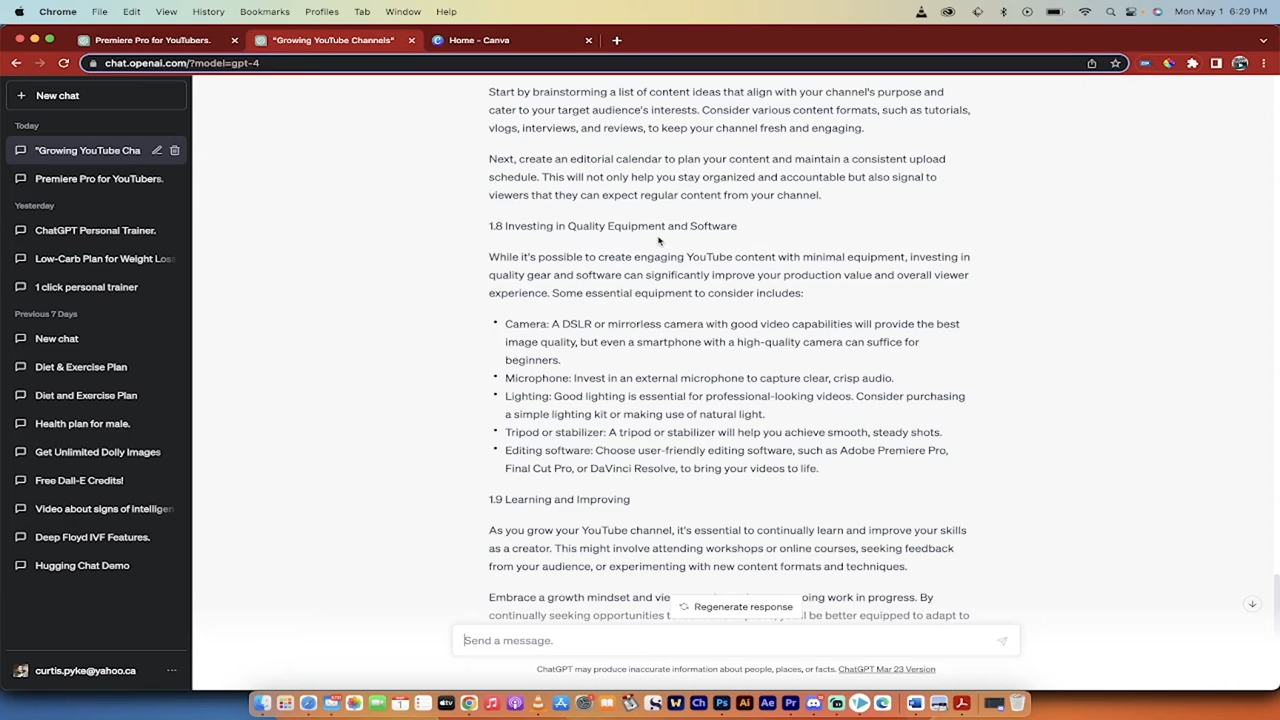 Chrome File Edit View History Bookmarks Profiles Tab Window Help Mon May 1 6:29 PM
Premiere Pro for YouTubers. "Growing YouTube Channels" Home - Canva
chat.openai.com/?model=gpt-4
New chat
Today
"Growing YouTube Cha
Premiere Pro for YouTubers.
Yesterday
ChatGPT Personal Trainer.
Low-Carb Plan for Weight Loss
1 click personal trainer
Previous 7 Days
New chat
Diet & Exercise Plan
Diet and Exercise Plan
Health plan for male.
Get Unlimited Dolly Images
Free Dall-E Credits!
Video about signs of intelligen
Deep Floyd IVF Features.
Hugging Chat Demo
curtis.pyke@yahoo.ca
Start by brainstorming a list of content ideas that align with your channel's purpose and
cater to your target audience's interests. Consider various content formats, such as tutorials,
vlogs, interviews, and reviews, to keep your channel fresh and engaging.
Next, create an editorial calendar to plan your content and maintain a consistent upload
schedule. This will not only help you stay organized and accountable but also signal to
viewers that they can expect regular content from your channel.
1.8 Investing in Quality Equipment and Software
While it's possible to create engaging YouTube content with minimal equipment, investing in
quality gear and software can significantly improve your production value and overall viewer
experience. Some essential equipment to consider includes:
• Camera: A DSLR or mirrorless camera with good video capabilities will provide the best
image quality, but even a smartphone with a high-quality camera can suffice for
beginners.
• Microphone: Invest in an external microphone to capture clear, crisp audio.
• Lighting: Good lighting is essential for professional-looking videos. Consider purchasing
a simple lighting kit or making use of natural light.
• Tripod or stabilizer: A tripod or stabilizer will help you achieve smooth, steady shots.
• Editing software: Choose user-friendly editing software, such as Adobe Premiere Pro,
Final Cut Pro, or DaVinci Resolve, to bring your videos to life.
1.9 Learning and Improving
As you grow your YouTube channel, it's essential to continually learn and improve your skills
as a creator. This might involve attending workshops or online courses, seeking feedback
from your audience, or experimenting with new content formats and techniques.
Embrace a growth mindset and oing work in progress. By
Regenerate response
continually seeking opportunities be better equipped to adapt to
Send a message.
ChatGPT may produce inaccurate information about people, places, or facts. ChatGPT Mar 23 Version
W Ch Ps Ai Ae Pr